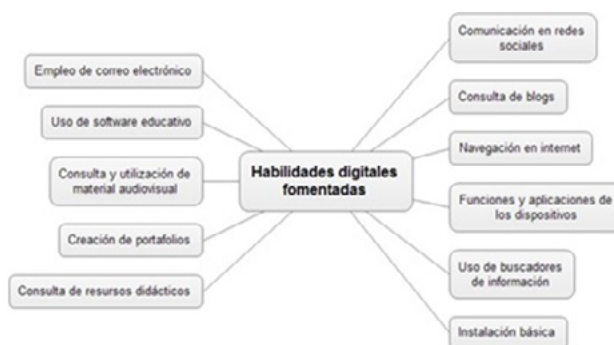 Habilidades digitales
fomentadas
Empleo de correo electrónico
Uso de software educativo
Consulta y utilización de
material audiovisual
Creación de portafolios
Consulta de resursos didácticos
Comunicación en redes
sociales
Consulta de blogs
Navegación en internet
Funciones y aplicaciones de
los dispositivos
Uso de buscadores
de información
Instalación básica